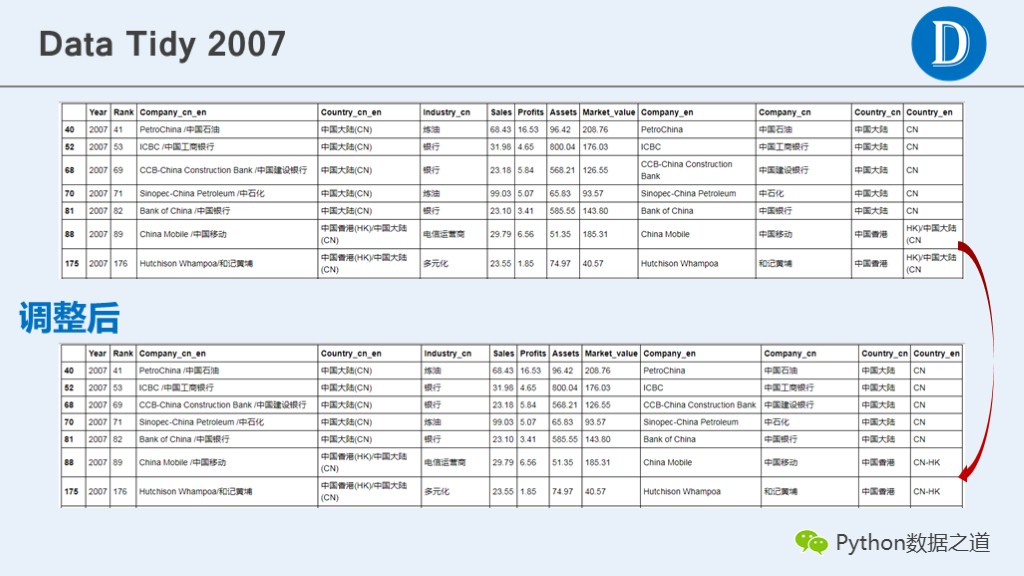 Data Tidy 2007
D
Year Rank Company_cn_en Country_cn_en Industry_cn Sales Profits Assets Market_value Company_en Company_cn Country_cn Country_en
40 2007 41 PetroChina /中国石油 中国大陆(CN) 炼油 68.43 16.53 96.42 208.76 PetroChina 中国石油 中国大陆 CN
52 2007 53 ICBC /中国工商银行 中国大陆(CN) 银行 31.98 4.65 800.04 176.03 ICBC 中国工商银行 中国大陆 CN
68 2007 69 CCB-China Construction Bank /中国建设银行 中国大陆(CN) 银行 23.18 5.84 568.21 126.55 CCB-China Construction Bank 中国建设银行 中国大陆 CN
70 2007 71 Sinopec-China Petroleum /中石化 中国大陆(CN) 炼油 99.03 5.07 65.83 93.57 Sinopec-China Petroleum 中石化 中国大陆 CN
81 2007 82 Bank of China /中国银行 中国大陆(CN) 银行 23.10 3.41 585.55 143.80 Bank of China 中国银行 中国大陆 CN
88 2007 89 China Mobile /中国移动 中国香港(HK)/中国大陆(CN) 电信运营商 29.79 6.56 51.35 185.31 China Mobile 中国移动 中国香港 HK)/中国大陆(CN
175 2007 176 Hutchison Whampoa/和记黄埔 中国香港(HK)/中国大陆(CN) 多元化 23.55 1.85 74.97 40.57 Hutchison Whampoa 和记黄埔 中国香港 HK)/中国大陆(CN
调整后
Year Rank Company_cn_en Country_cn_en Industry_cn Sales Profits Assets Market_value Company_en Company_cn Country_cn Country_en
40 2007 41 PetroChina /中国石油 中国大陆(CN) 炼油 68.43 16.53 96.42 208.76 PetroChina 中国石油 中国大陆 CN
52 2007 53 ICBC /中国工商银行 中国大陆(CN) 银行 31.98 4.65 800.04 176.03 ICBC 中国工商银行 中国大陆 CN
68 2007 69 CCB-China Construction Bank /中国建设银行 中国大陆(CN) 银行 23.18 5.84 568.21 126.55 CCB-China Construction Bank 中国建设银行 中国大陆 CN
70 2007 71 Sinopec-China Petroleum /中石化 中国大陆(CN) 炼油 99.03 5.07 65.83 93.57 Sinopec-China Petroleum 中石化 中国大陆 CN
81 2007 82 Bank of China /中国银行 中国大陆(CN) 银行 23.10 3.41 585.55 143.80 Bank of China 中国银行 中国大陆 CN
88 2007 89 China Mobile /中国移动 中国香港(HK)/中国大陆(CN) 电信运营商 29.79 6.56 51.35 185.31 China Mobile 中国移动 中国香港 CN-HK
175 2007 176 Hutchison Whampoa/和记黄埔 中国香港(HK)/中国大陆(CN) 多元化 23.55 1.85 74.97 40.57 Hutchison Whampoa 和记黄埔 中国香港 CN-HK
Python数据之道